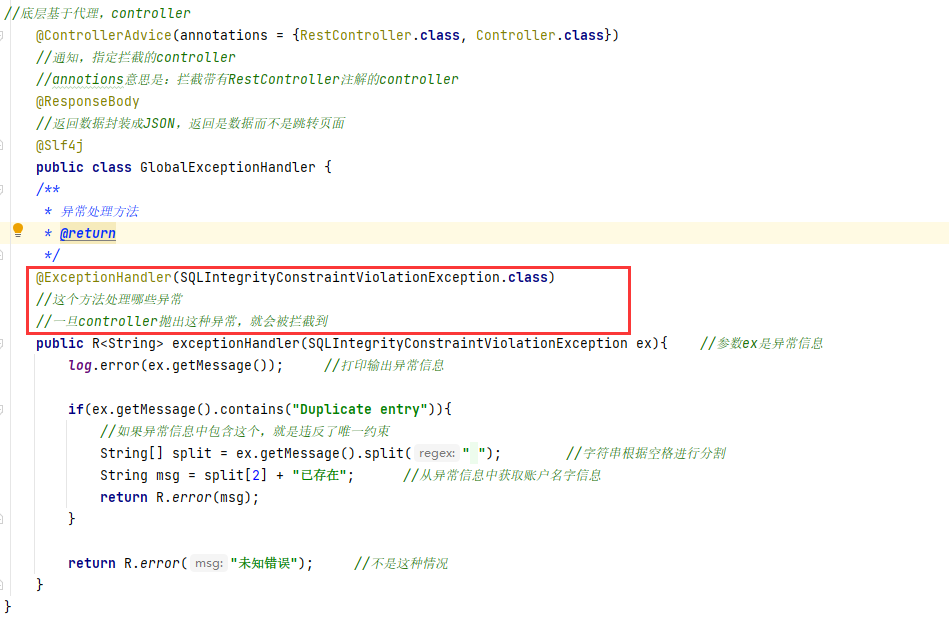 //底层基于代理，controller
@ControllerAdvice(annotations = {RestController.class, Controller.class})
//通知，指定拦截的controller
//annotions意思是：拦截带有RestController注解的controller
@ResponseBody
//返回数据封装成JSON，返回是数据而不是跳转页面
@Slf4j
public class GlobalExceptionHandler {
/**
* 异常处理方法
* @return
*/
@ExceptionHandler(SQLIntegrityConstraintViolationException.class)
//这个方法处理哪些异常
//一旦controller抛出这种异常，就会被拦截到
public R<String> exceptionHandler(SQLIntegrityConstraintViolationException ex){ //参数ex是异常信息
log.error(ex.getMessage()); //打印输出异常信息
if(ex.getMessage().contains("Duplicate entry")){
//如果异常信息中包含这个，就是违反了唯一约束
String[] split = ex.getMessage().split( regex: " "); //字符串根据空格进行分割
String msg = split[2] + "已存在"; //从异常信息中获取账户名字信息
return R.error(msg);
}
return R.error( msg: "未知错误"); //不是这种情况
}
}